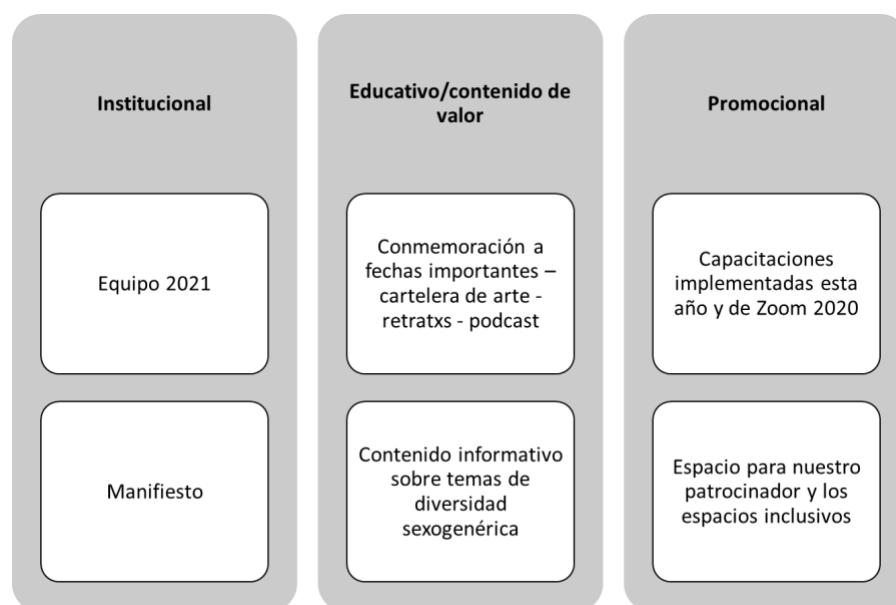 Institucional
Equipo 2021
Manifiesto
Educativo/contenido de
valor
Conmemoración a
fechas importantes –
cartelera de arte -
retratxs - podcast
Contenido informativo
sobre temas de
diversidad
sexogenérica
Promocional
Capacitaciones
implementadas esta
año y de Zoom 2020
Espacio para nuestro
patrocinador y los
espacios inclusivos